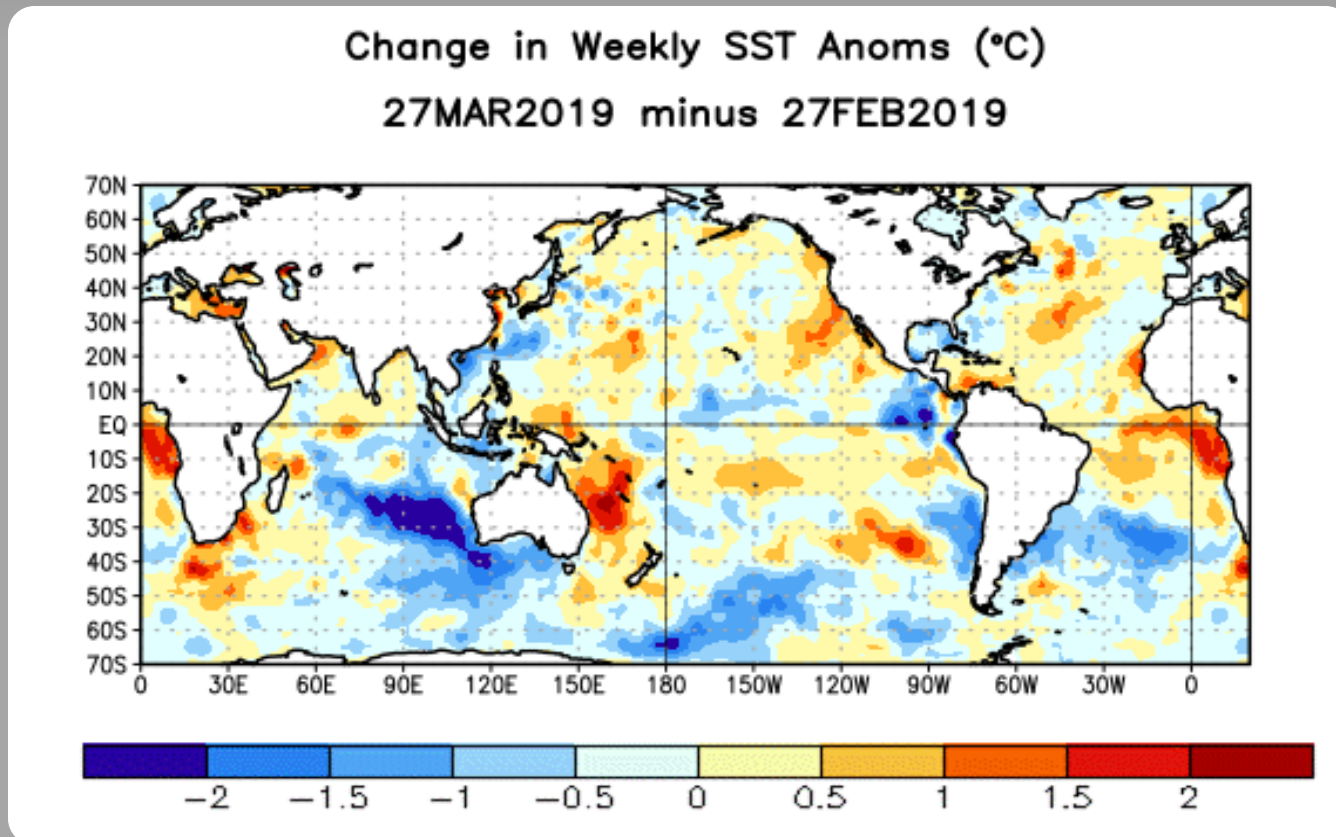 Change in Weekly SST Anoms (°C)
27MAR2019 minus 27FEB2019
70N
60N
50N
40N
30N
20N
10N
EQ
10S
20S
30S
40S
50S
60S
70S
0 30E 60E 90E 120E 150E 180 150W 120W 90W 60W 30W 0
−2 −1.5 −1 −0.5 0 0.5 1 1.5 2